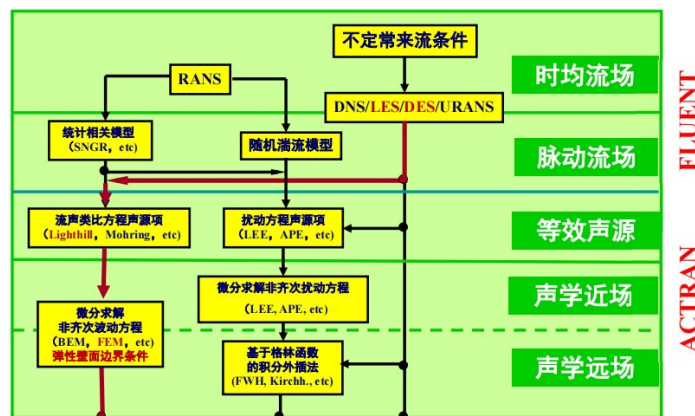 不定常来流条件
时均流场
RANS
DNS/LES/DES/URANS
FLUENT
统计相关模型
(SNGR，etc)
随机湍流模型
脉动流场
流声类比方程声源项
（Lighthill，Mohring，etc)
扰动方程声源项
（LEE，APE，etc)
等效声源
微分求解非齐次扰动方程
（LEE, APE, etc)
声学近场
ACTRAN
微分求解
非齐次波动方程
(BEM，FEM，etc)
弹性壁面边界条件
基于格林函数
的积分外插法
(FWH, Kirchh., etc)
声学远场